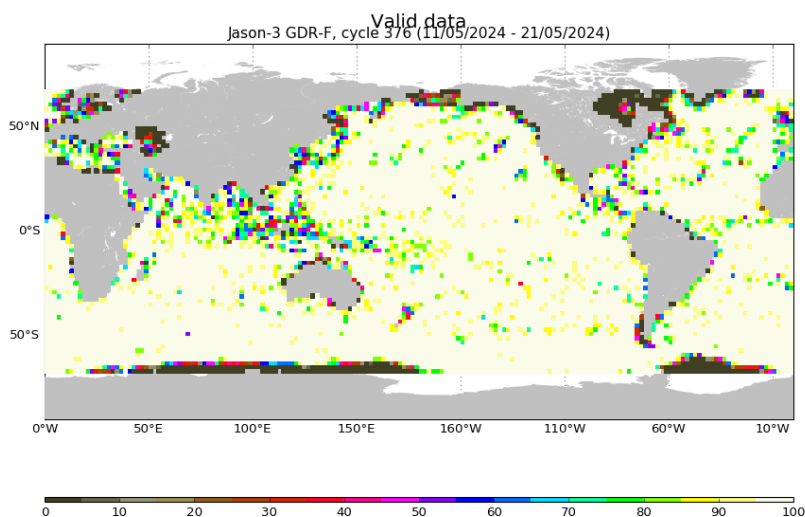 Valid data
Jason-3 GDR-F, cycle 376 (11/05/2024 - 21/05/2024)
50°N
0°S
50°S
0°W 50°E 100°E 150°E 160°W 110°W 60°W 10°W
0 10 20 30 40 50 60 70 80 90 100